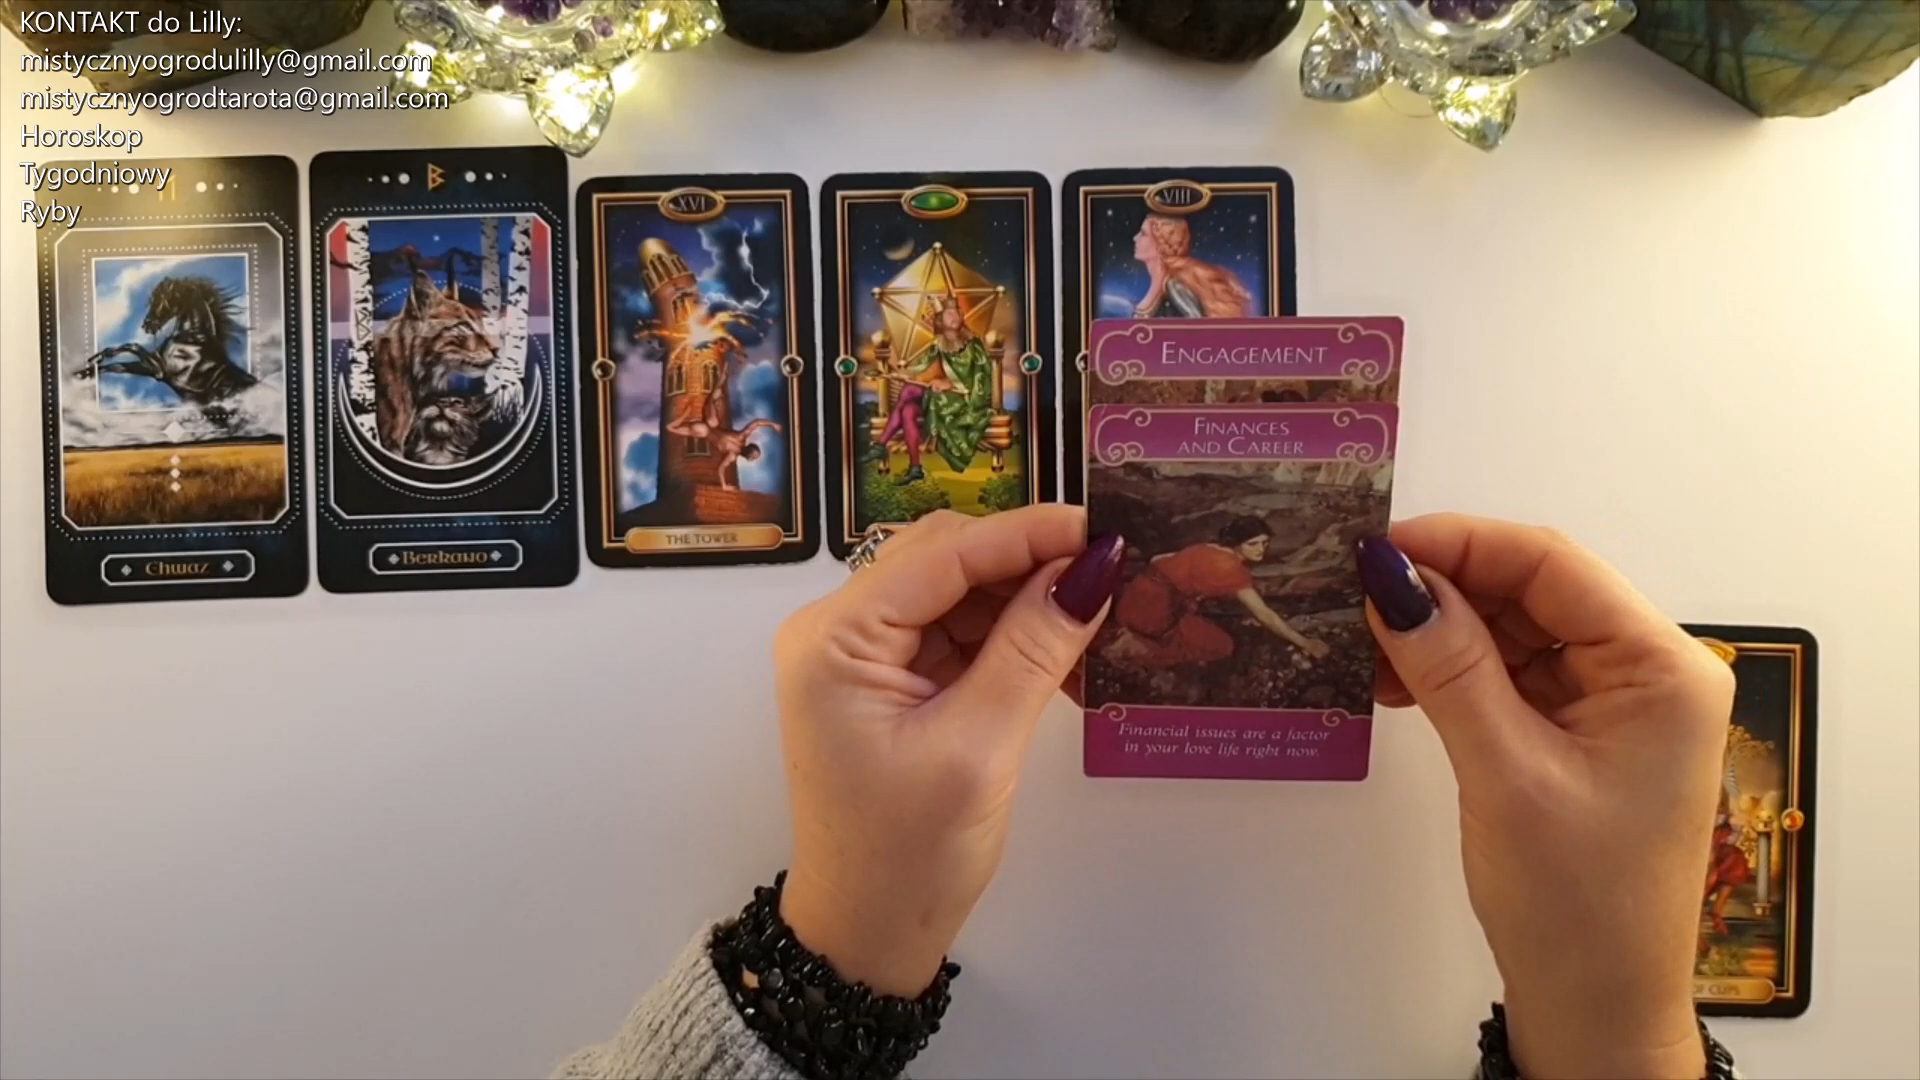 KONTAKT do Lilly:
mistycznyogrodulilly@gmail.com
mistycznyogrodtarota@gmail.com
Horoskop
Tygodniowy
Ryby
B
XVI
VIII
Ehwaz
Berkano
THE TOWER
ENGAGEMENT
FINANCES
AND CAREER
Financial issues are a factor
in your love life right now.
OF CUPS